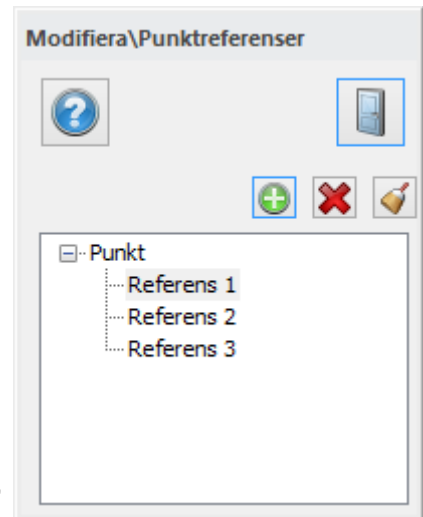 Modifiera\Punktreferenser
Punkt
Referens 1
Referens 2
Referens 3